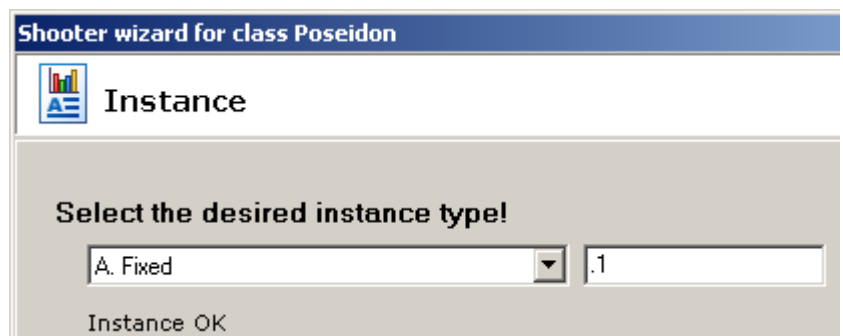 Shooter wizard for class Poseidon
Instance
Select the desired instance type!
A. Fixed .1
Instance OK